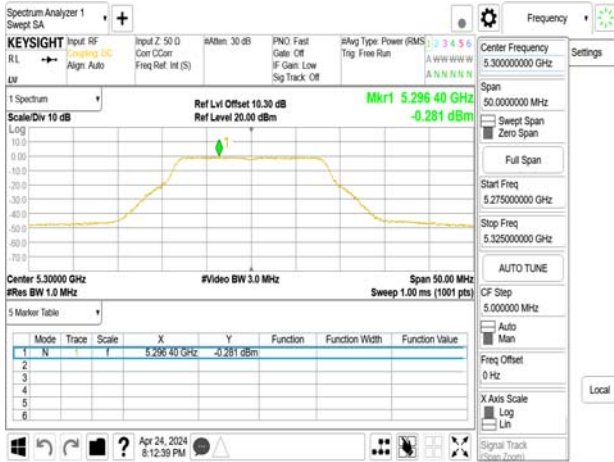 Spectrum Analyzer 1
Swept SA
Frequency
KEYSIGHT
RL
Input: RF
Coupling: DC
Align: Auto
Input Z: 50 Ω
Corr CCorr
Freq Ref: Int (S)
#Atten: 30 dB
PNO: Fast
Gate: Off
IF Gain: Low
Sig Track: Off
#Avg Type: Power (RMS
Trig: Free Run
1 2 3 4 5 6
A W W W W W
A N N N N N
Center Frequency
5.300000000 GHz
Settings
Span
50.0000000 MHz
Swept Span
Zero Span
Full Span
Start Freq
5.275000000 GHz
Stop Freq
5.325000000 GHz
AUTO TUNE
CF Step
5.000000 MHz
Auto
Man
Freq Offset
0 Hz
X Axis Scale
Log
Lin
Signal Track
(Span Zoom)
Local
1 Spectrum
Scale/Div 10 dB
Ref Lvl Offset 10.30 dB
Ref Level 20.00 dBm
Mkr1 5.296 40 GHz
-0.281 dBm
Log
10.0
0.00
-10.0
-20.0
-30.0
-40.0
-50.0
-60.0
-70.0
1
Center 5.30000 GHz
#Video BW 3.0 MHz
Span 50.00 MHz
#Res BW 1.0 MHz
Sweep 1.00 ms (1001 pts)
5 Marker Table
Mode Trace Scale X Y Function Function Width Function Value
1 N 1 f 5.296 40 GHz -0.281 dBm
2
3
4
5
6
Apr 24, 2024
8:12:39 PM